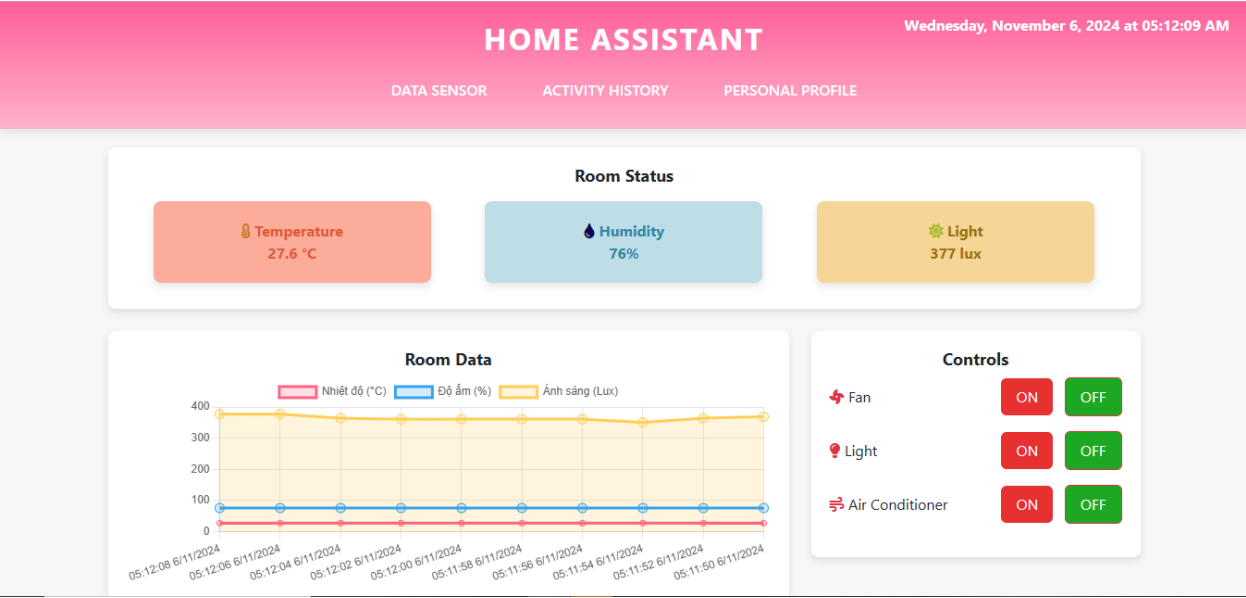 Wednesday, November 6, 2024 at 05:12:09 AM
HOME ASSISTANT
DATA SENSOR ACTIVITY HISTORY PERSONAL PROFILE
Room Status
Temperature
27.6 °C
Humidity
76%
Light
377 lux
Room Data
Nhiệt độ (°C) Độ ẩm (%) Ánh sáng (Lux)
400
300
200
100
0
05:12:08 6/11/2024
05:12:06 6/11/2024
05:12:04 6/11/2024
05:12:02 6/11/2024
05:12:00 6/11/2024
05:11:58 6/11/2024
05:11:56 6/11/2024
05:11:54 6/11/2024
05:11:52 6/11/2024
05:11:50 6/11/2024
Controls
Fan ON OFF
Light ON OFF
Air Conditioner ON OFF